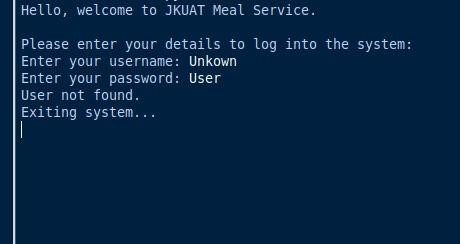 Hello, welcome to JKUAT Meal Service.
Please enter your details to log into the system:
Enter your username: Unkown
Enter your password: User
User not found.
Exiting system...